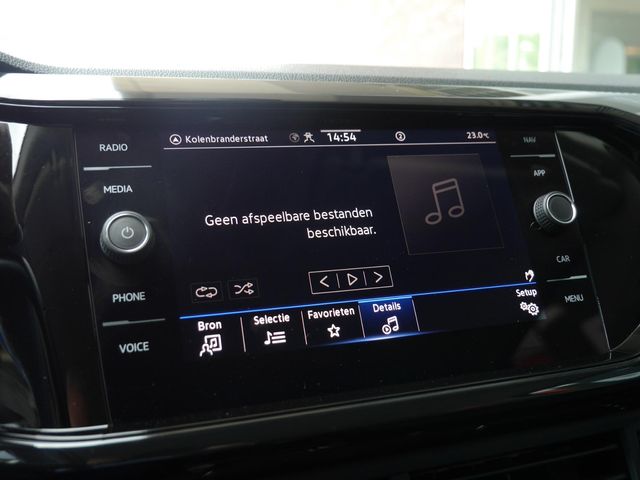 RADIO
MEDIA
PHONE
VOICE
Kolenbranderstraat
14:54
2
23.0°C
Geen afspeelbare bestanden
beschikbaar.
Bron
Selectie
Favorieten
Details
Setup
NAV
APP
CAR
MENU